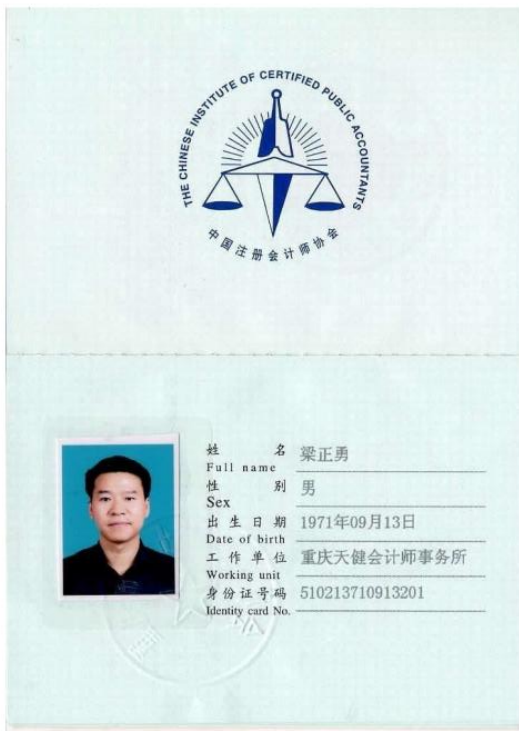 THE CHINESE INSTITUTE OF CERTIFIED PUBLIC ACCOUNTANTS
中国注册会计师协会
姓 名 梁正勇
Full name
性 别 男
Sex
出生日期 1971年09月13日
Date of birth
工作单位 重庆天健会计师事务所
Working unit
身份证号码 510213710913201
Identity card No.